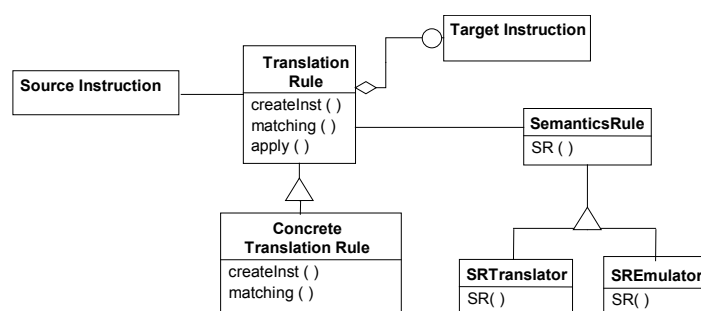 Target Instruction
Translation
Rule
createInst ( )
matching ( )
apply ( )
Source Instruction
SemanticsRule
SR ( )
Concrete
Translation Rule
createInst ( )
matching ( )
SRTranslator
SR( )
SREmulator
SR( )